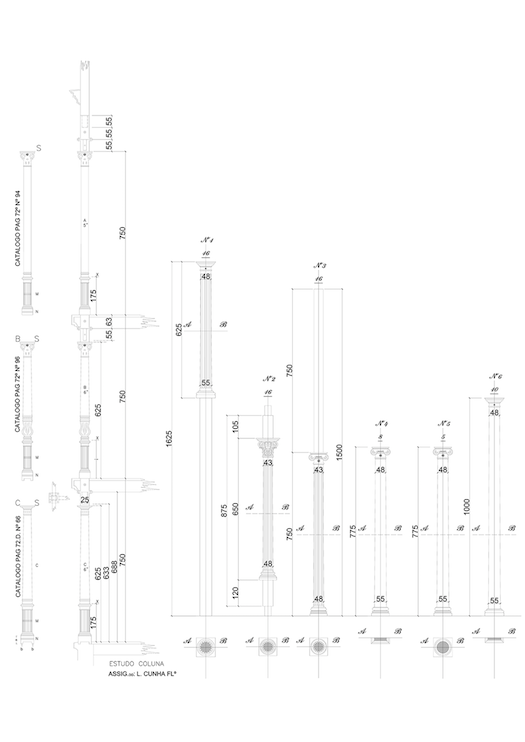 55
55
55
S
CATALOGO PAG 72ª Nº 94
750
175
63
55
B S
CATALOGO PAG 72ª Nº 96
625
750
25
C S
CATALOGO PAG 72.D. Nº 66
C
625
633
688
750
175
ESTUDO COLUNA
ASSIG.(as) L. CUNHA FLº
Nº1
16
48
625
A B
55
1625
Nº2
16
105
43
875
650
A B
48
120
Nº3
16
750
1500
43
750
A B
48
Nº4
8
48
775
A B
55
Nº5
5
48
775
A B
55
Nº6
10
48
1000
A B
55
A B A B A B A B A B A B